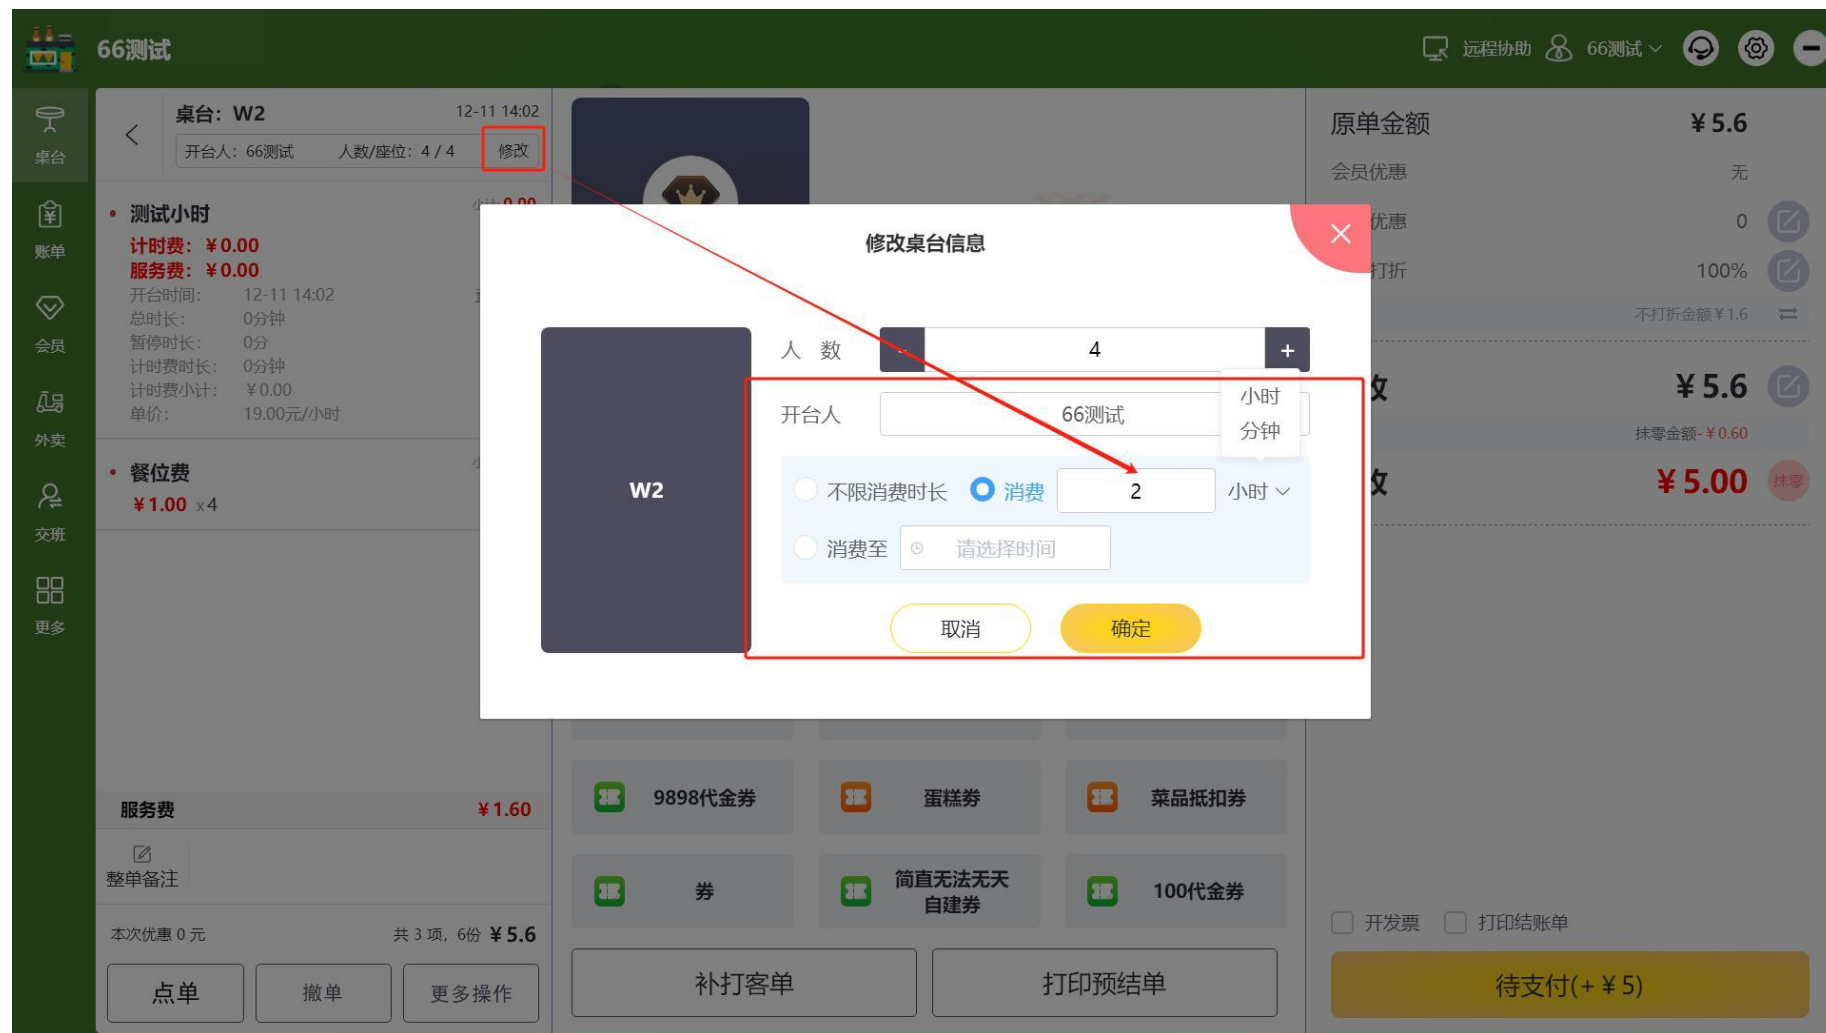 66测试
远程协助
66测试
桌台
账单
会员
外卖
交班
更多
桌台：W2
12-11 14:02
开台人：66测试 人数/座位：4 / 4 修改
测试小时
0.00
计时费：￥0.00
服务费：￥0.00
开台时间： 12-11 14:02
总时长： 0分钟
暂停时长： 0分
计时费时长： 0分钟
计时费小计： ￥0.00
单价： 19.00元/小时
餐位费
￥1.00 x4
服务费 ￥1.60
整单备注
本次优惠 0 元 共 3 项，6份 ￥5.6
点单 撤单 更多操作
修改桌台信息
W2
人 数 - 4 +
开台人 66测试
小时
分钟
不限消费时长 消费 2 小时
消费至 请选择时间
取消 确定
9898代金券 蛋糕券 菜品抵扣券
券 简直无法无天
自建券 100代金券
补打客单 打印预结单
原单金额 ￥5.6
会员优惠 无
优惠 0
打折 100%
不打折金额￥1.6
￥5.6
抹零金额-￥0.60
￥5.00 抹零
开发票 打印结账单
待支付(+￥5)